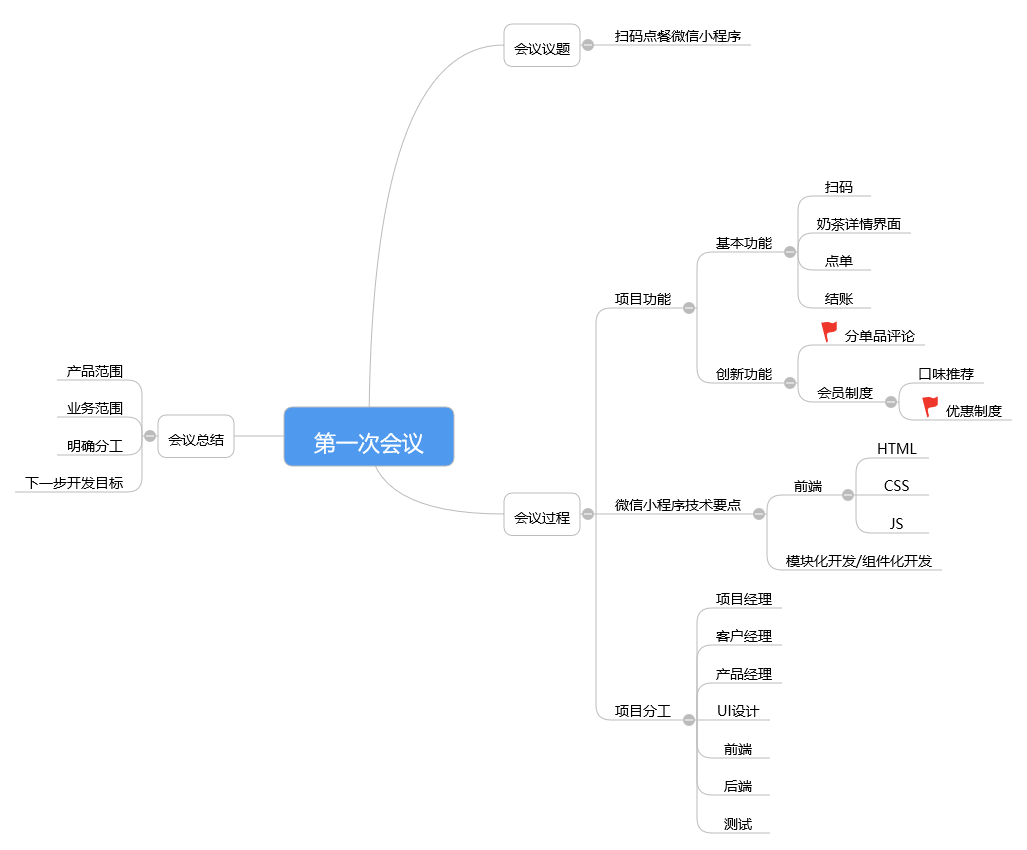 会议议题
扫码点餐微信小程序
第一次会议
会议过程
项目功能
基本功能
扫码
奶茶详情界面
点单
结账
创新功能
分单品评论
会员制度
口味推荐
优惠制度
微信小程序技术要点
前端
HTML
CSS
JS
模块化开发/组件化开发
项目分工
项目经理
客户经理
产品经理
UI设计
前端
后端
测试
会议总结
产品范围
业务范围
明确分工
下一步开发目标